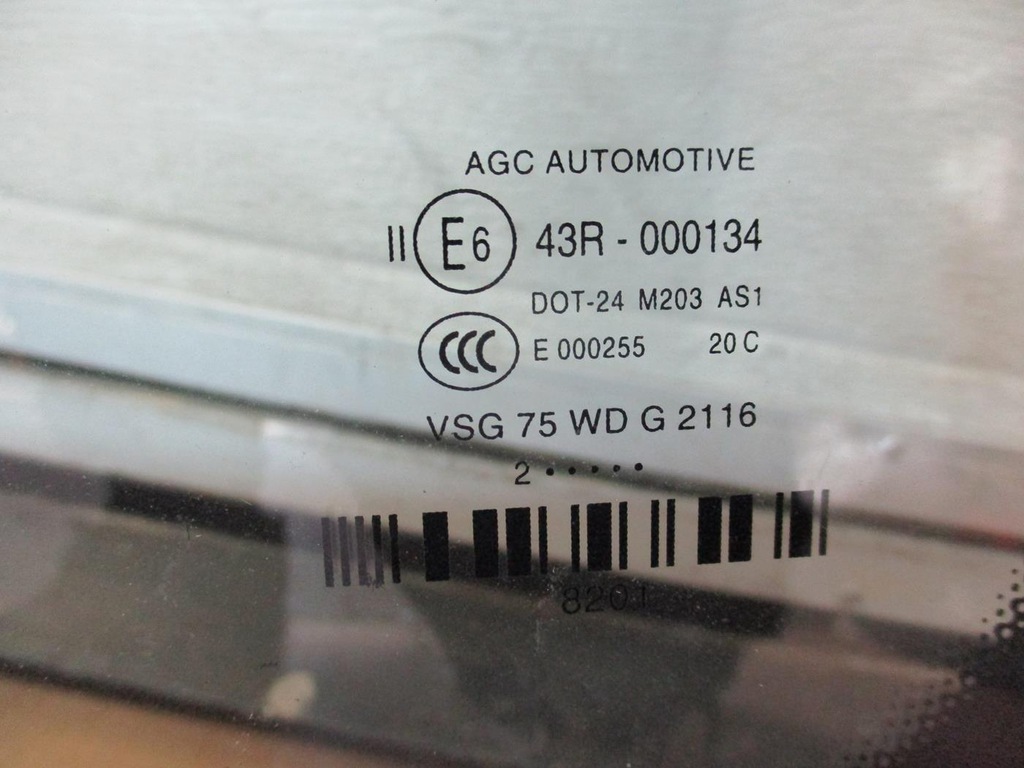 AGC AUTOMOTIVE
II E6 43R - 000134
DOT-24 M203 AS1
CCC E 000255 20 C
VSG 75 WD G 2116
2 • • • • •
8201